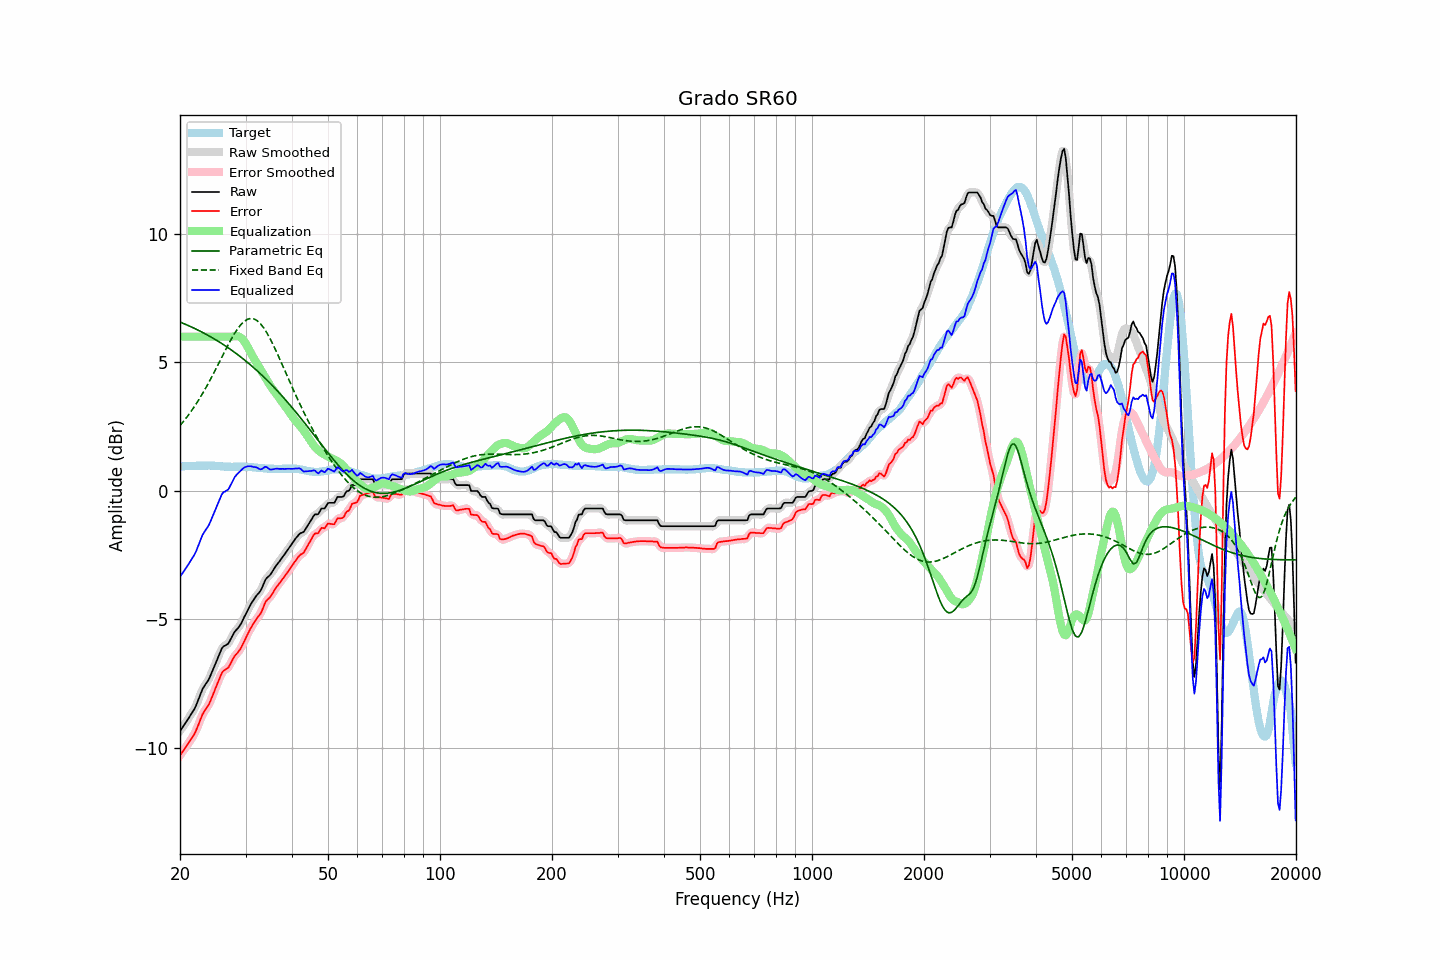 Grado SR60
Target
Raw Smoothed
Error Smoothed
Raw
Error
Equalization
Parametric Eq
Fixed Band Eq
Equalized
Amplitude (dBr)
10
5
0
−5
−10
20 50 100 200 500 1000 2000 5000 10000 20000
Frequency (Hz)